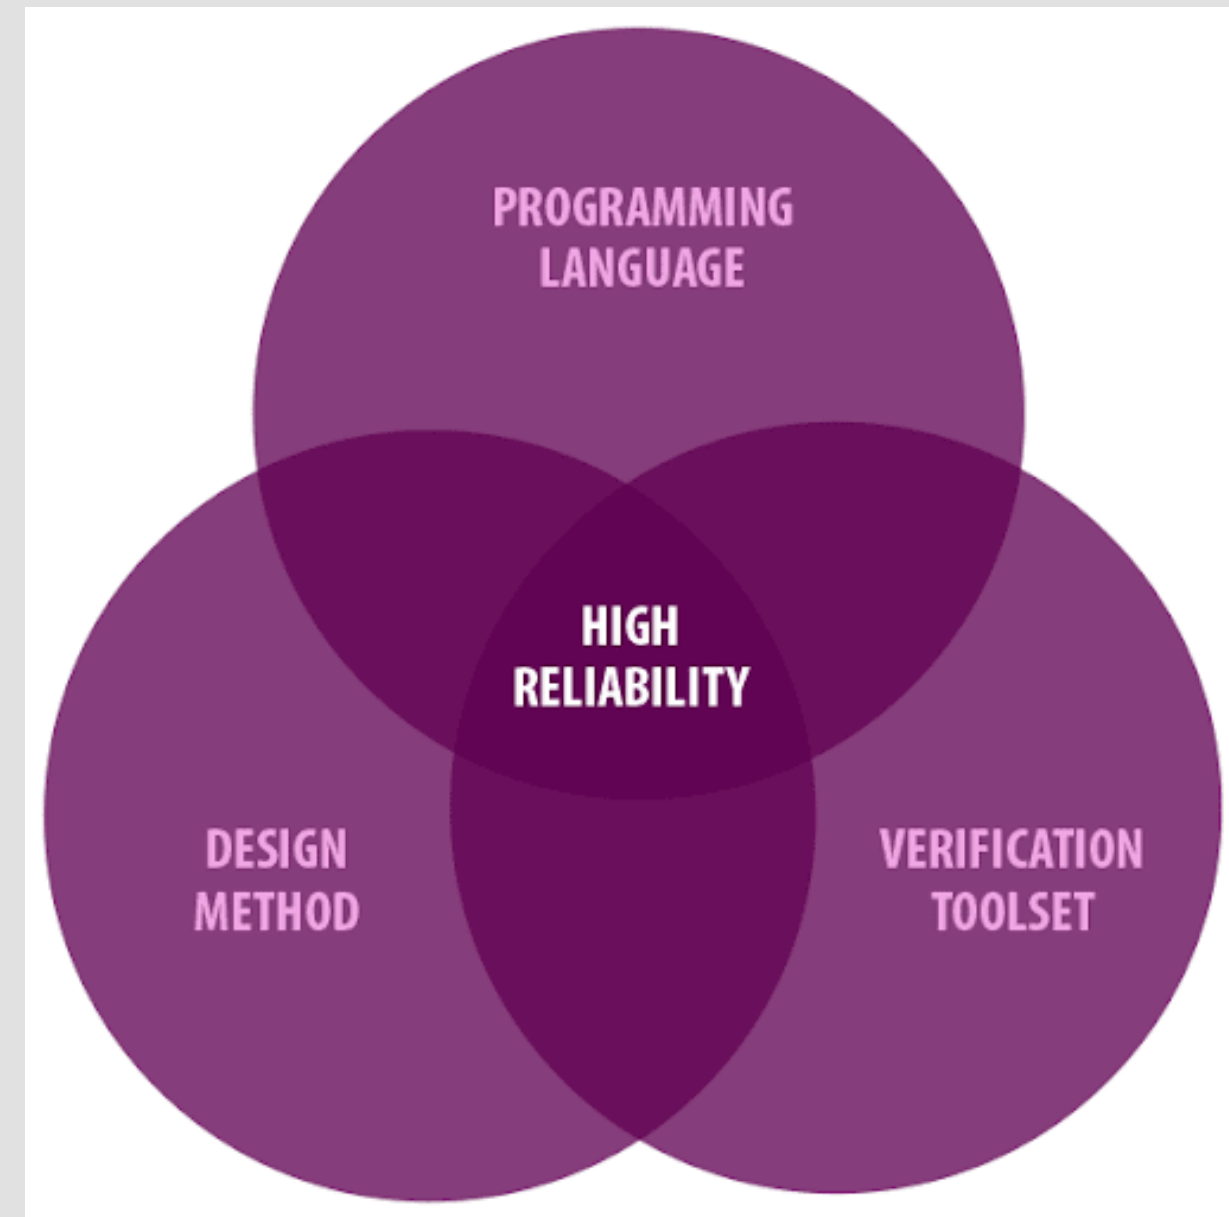 PROGRAMMING
LANGUAGE
HIGH
RELIABILITY
DESIGN
METHOD
VERIFICATION
TOOLSET